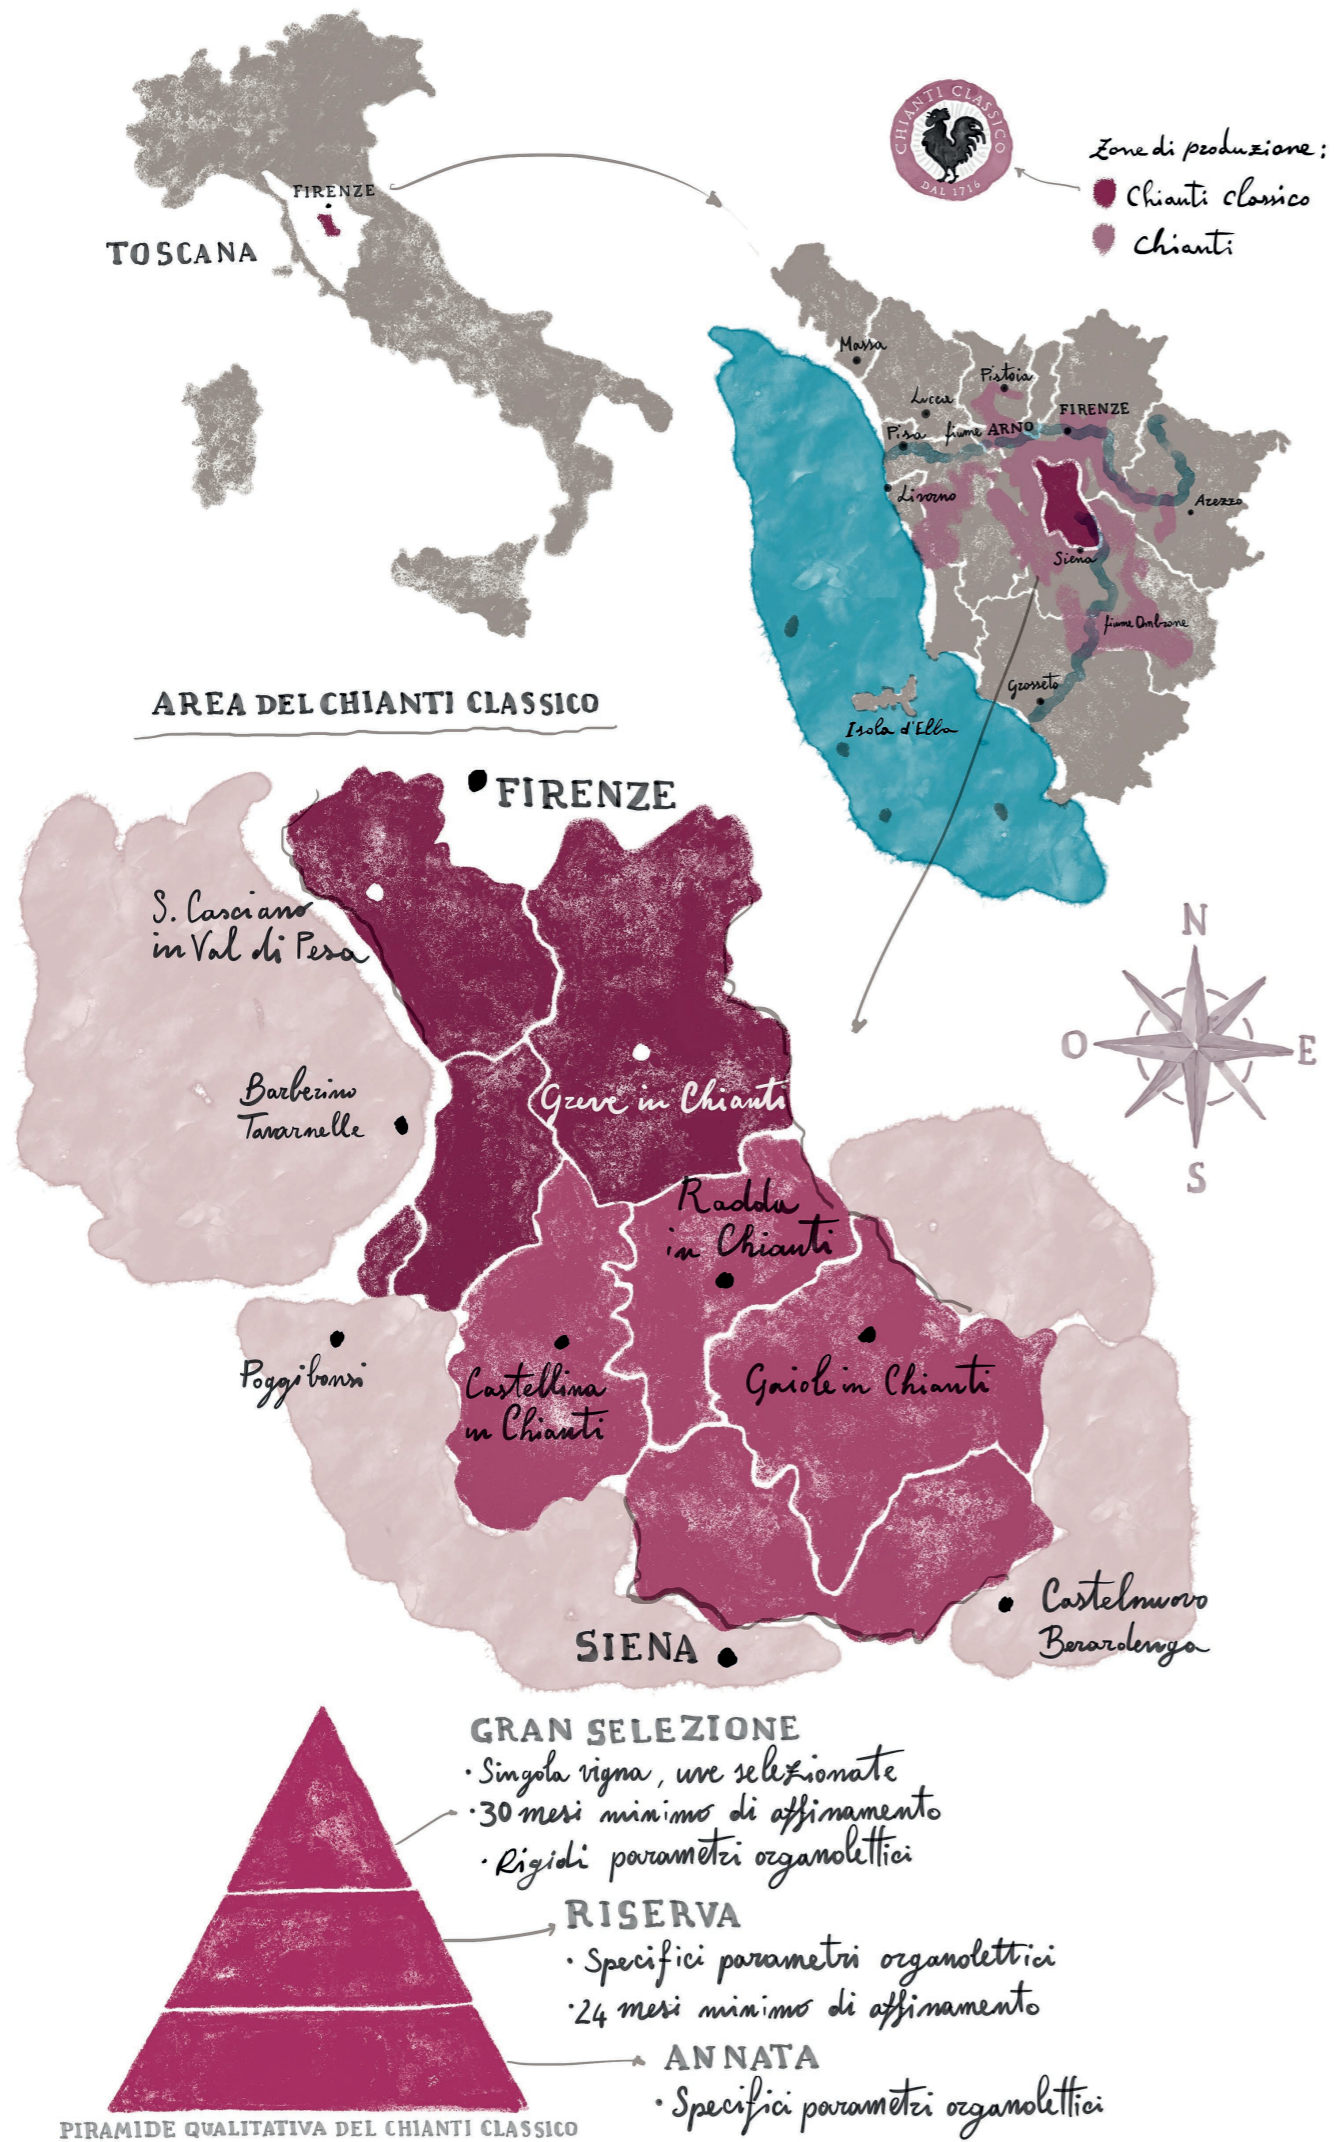 FIRENZE
TOSCANA
CHIANTI CLASSICO
DAL 1716
Zone di produzione:
Chianti classico
Chianti
Massa
Pistoia
Lucca
FIRENZE
Pisa
fiume ARNO
Livorno
Arezzo
Siena
fiume Ombrone
Grosseto
Isola d'Elba
AREA DEL CHIANTI CLASSICO
FIRENZE
S. Casciano
in Val di Pesa
N
O
E
S
Barberino
Tavarnelle
Greve in Chianti
Radda
in Chianti
Poggibonsi
Castellina
in Chianti
Gaiole in Chianti
Castelnuovo
Berardenga
SIENA
GRAN SELEZIONE
• Singola vigna, uve selezionate
• 30 mesi minimo di affinamento
• Rigidi parametri organolettici
RISERVA
• Specifici parametri organolettici
• 24 mesi minimo di affinamento
ANNATA
• Specifici parametri organolettici
PIRAMIDE QUALITATIVA DEL CHIANTI CLASSICO